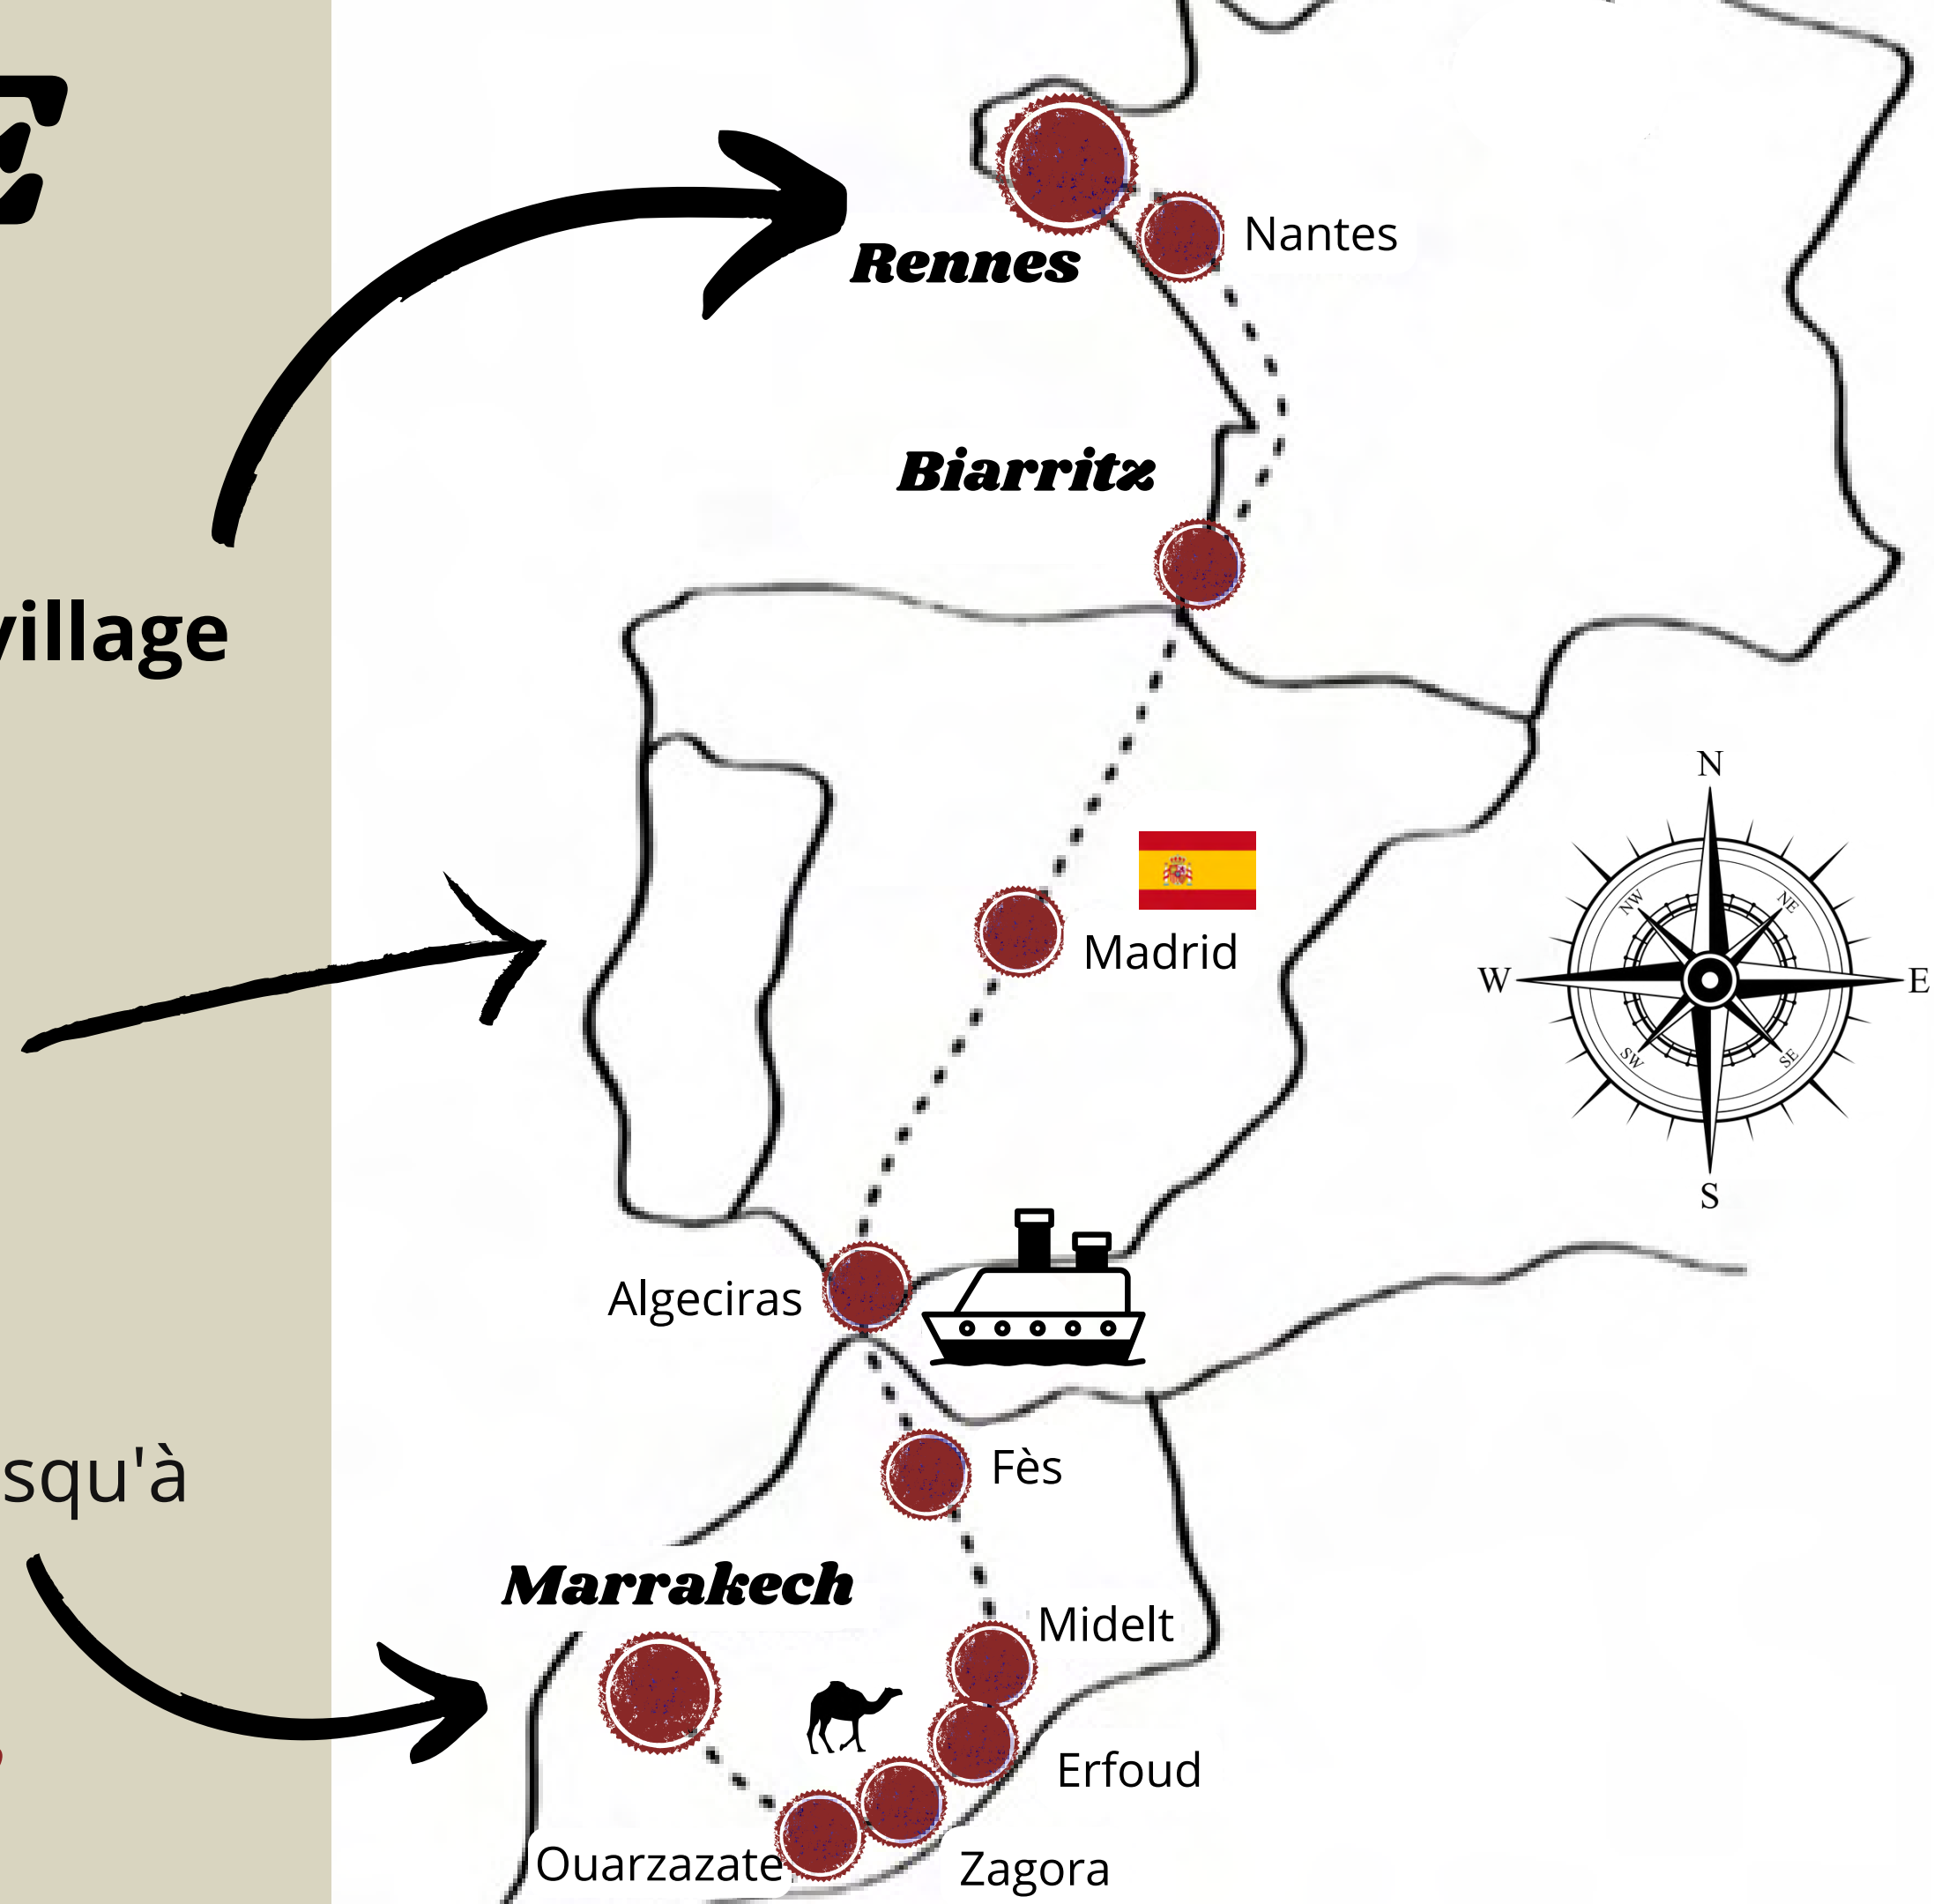 E
village
squ'à
Rennes
Nantes
Biarritz
Madrid
N
NW
NE
W
E
SW
SE
S
Algeciras
Fès
Marrakech
Midelt
Erfoud
Ouarzazate
Zagora